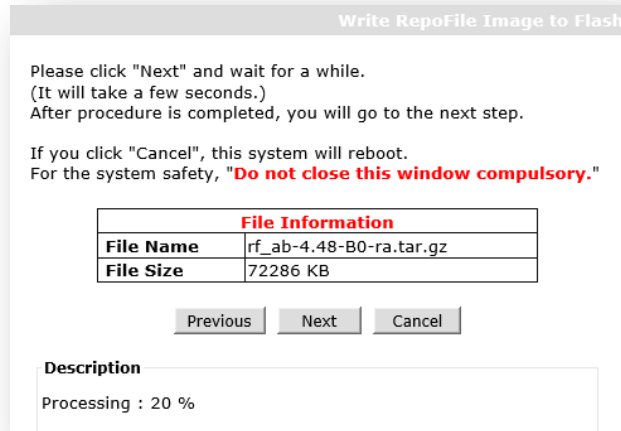 Write RepoFile Image to Flash
Please click "Next" and wait for a while.
(It will take a few seconds.)
After procedure is completed, you will go to the next step.
If you click "Cancel", this system will reboot.
For the system safety, "Do not close this window compulsory."
File Information
File Name rf_ab-4.48-B0-ra.tar.gz
File Size 72286 KB
Previous Next Cancel
Description
Processing : 20 %